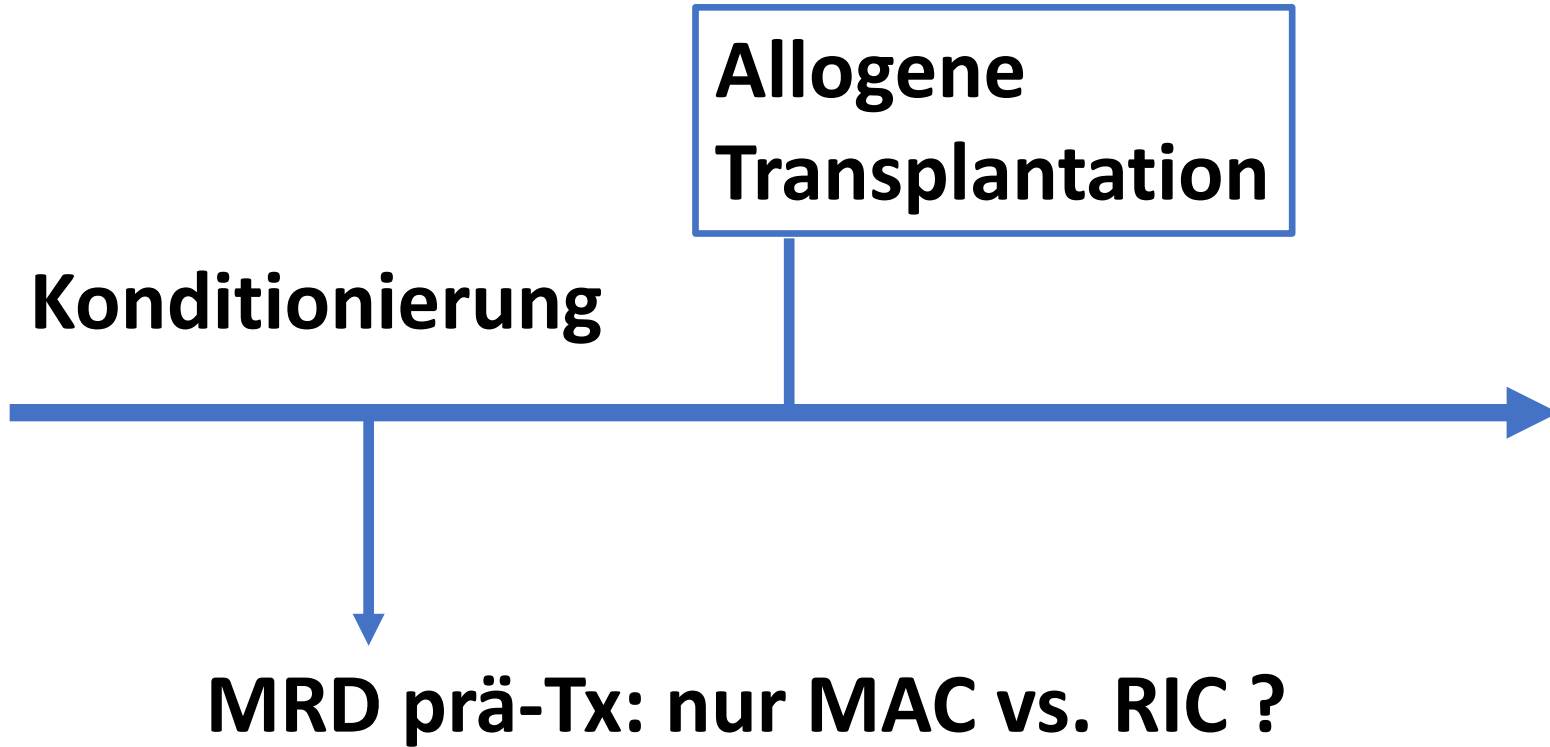 Allogene
Transplantation
Konditionierung
MRD prä-Tx: nur MAC vs. RIC ?